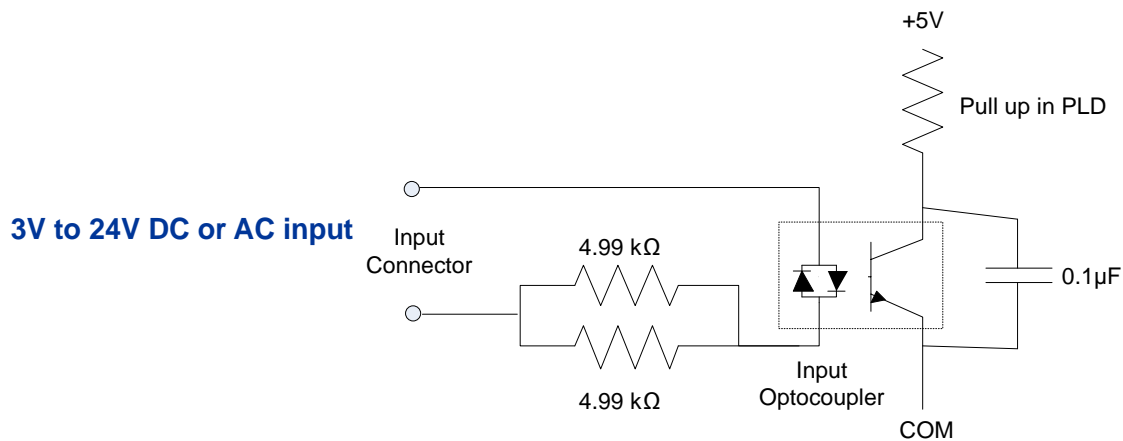 +5V
Pull up in PLD
3V to 24V DC or AC input
Input
Connector
4.99 kΩ
0.1µF
4.99 kΩ
Input
Optocoupler
COM